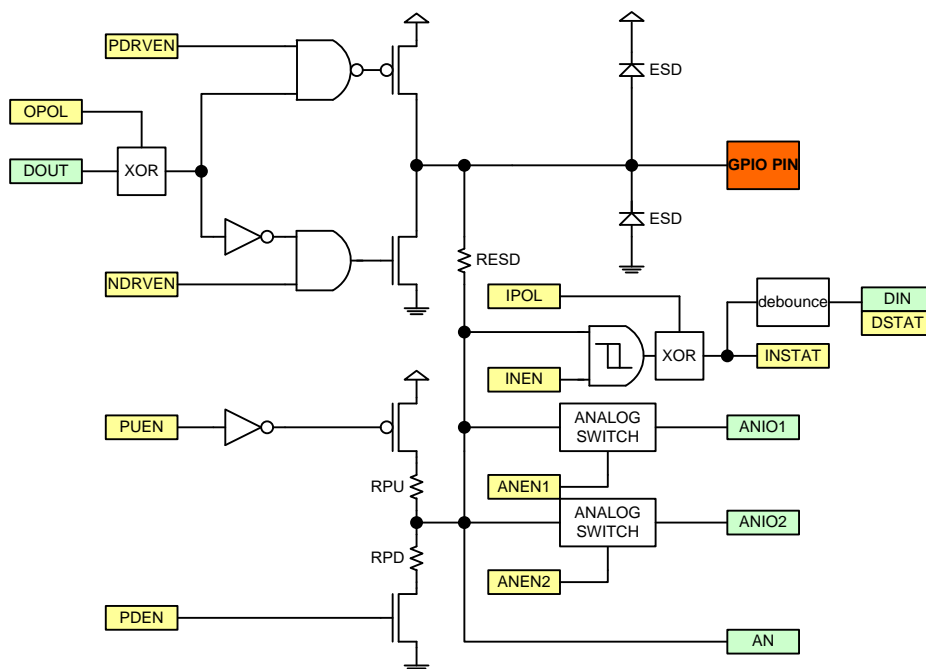 PDRVEN
ESD
OPOL
DOUT
XOR
GPIO PIN
ESD
RESD
NDRVEN
IPOL
debounce
DIN
DSTAT
XOR
INSTAT
INEN
PUEN
ANALOG
SWITCH
ANIO1
RPU
ANEN1
ANALOG
SWITCH
ANIO2
RPD
ANEN2
PDEN
AN